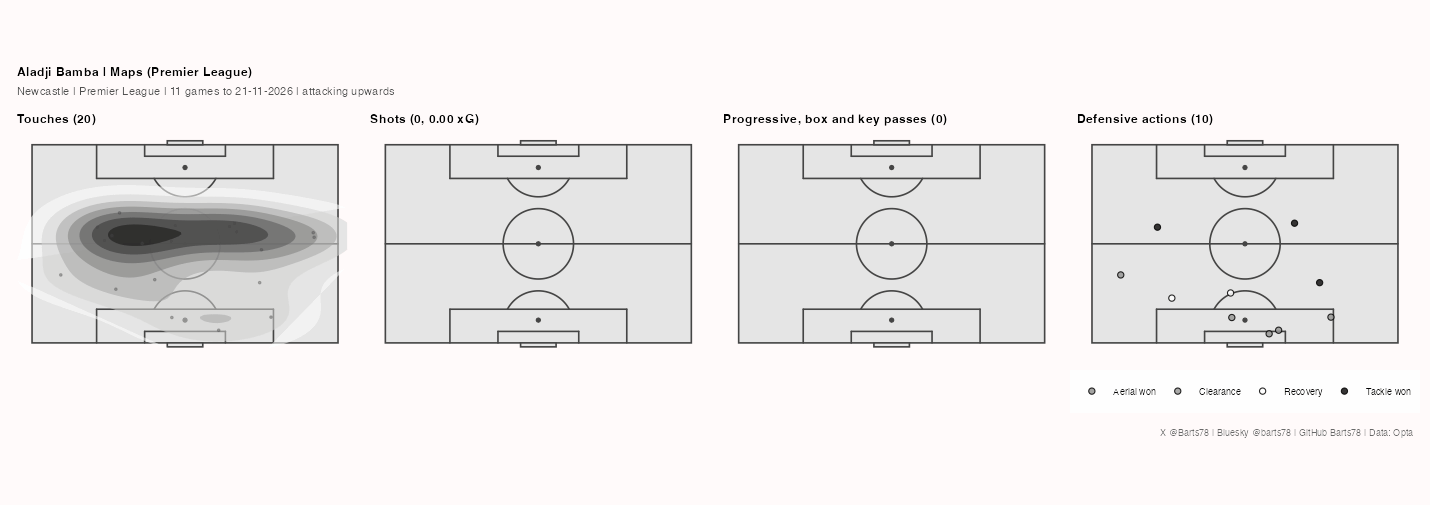 Aladji Bamba | Maps (Premier League)
Newcastle | Premier League | 11 games to 21-11-2026 | attacking upwards
Touches (20)
Shots (0, 0.00 xG)
Progressive, box and key passes (0)
Defensive actions (10)
Aerial won
Clearance
Recovery
Tackle won
X @Barts78 | Bluesky @barts78 | GitHub Barts78 | Data: Opta